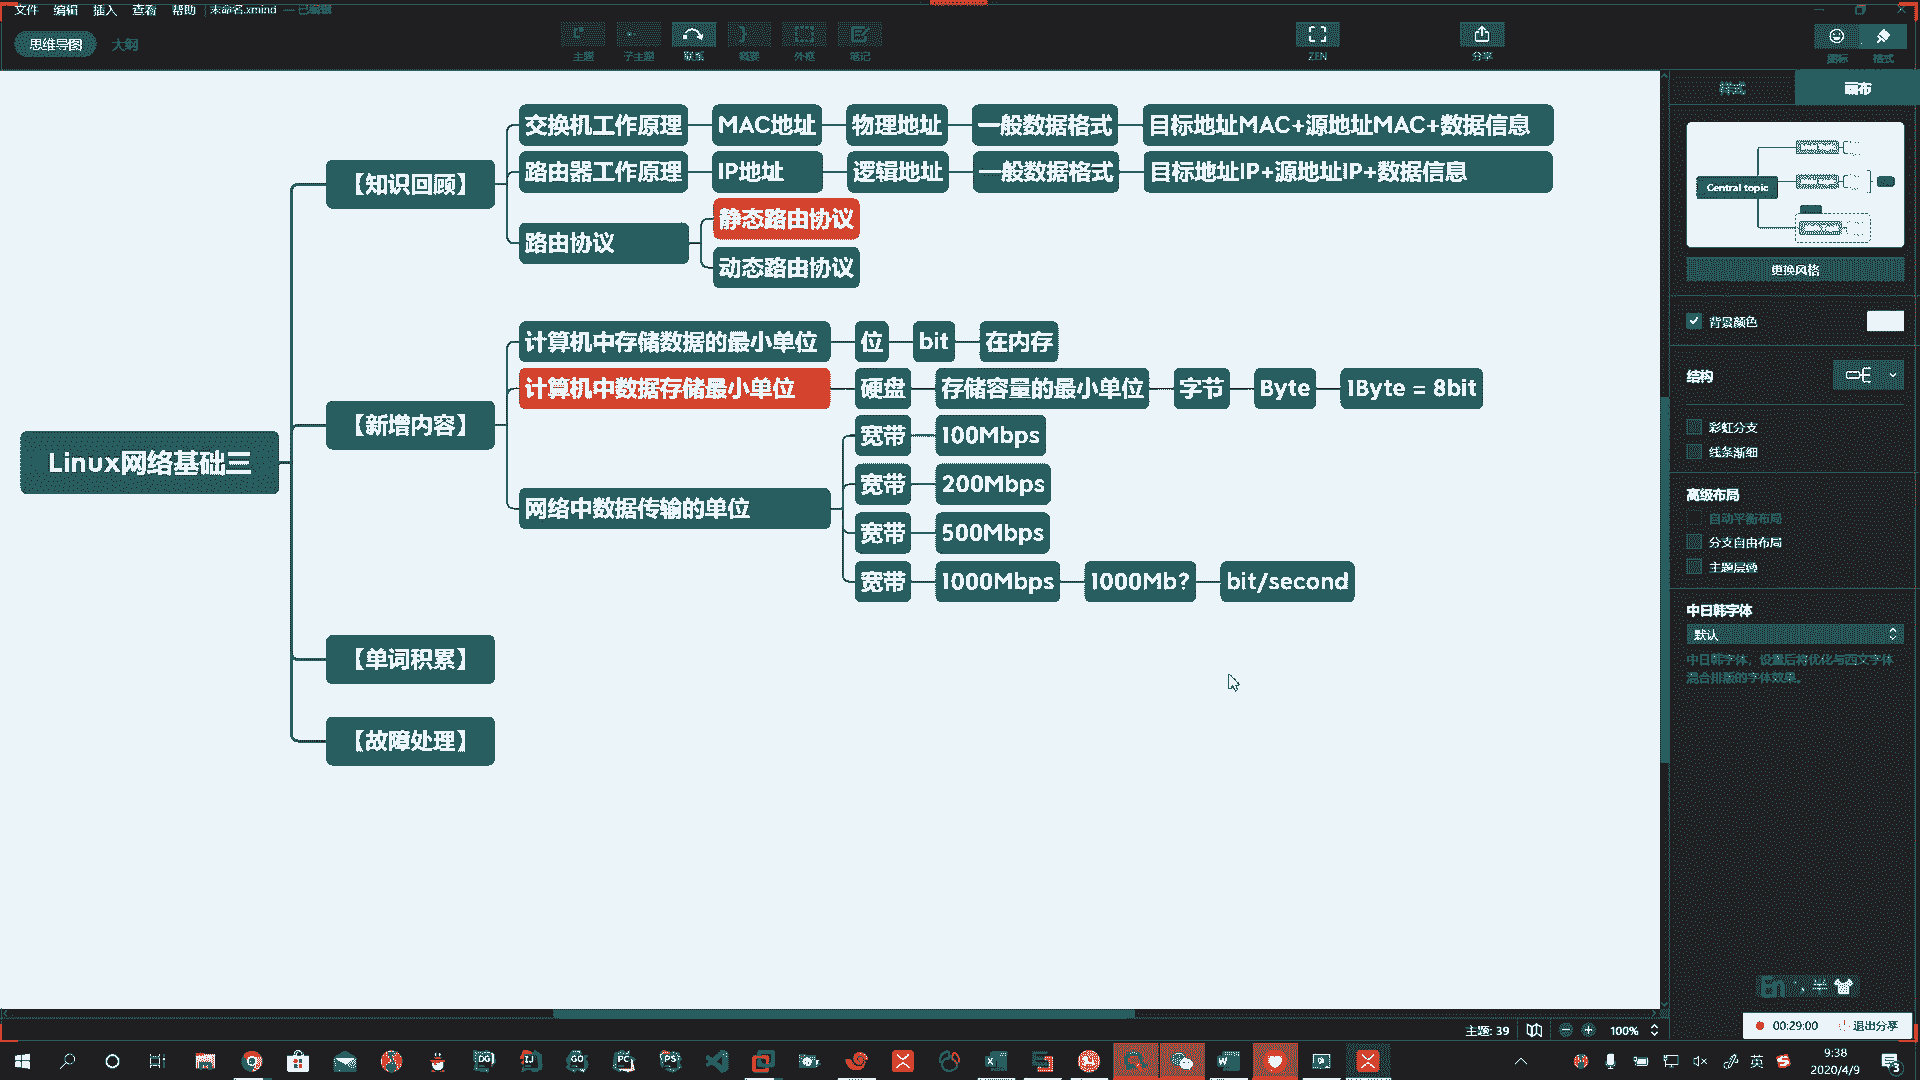 文件 编辑 插入 查看 帮助 未命名.xmind — 已编辑
思维导图 大纲
主题 子主题 联系 概要 外框 笔记 ZEN 分享 图标 格式
样式 画布
Linux网络基础三
【知识回顾】
交换机工作原理 MAC地址 物理地址 一般数据格式 目标地址MAC+源地址MAC+数据信息
路由器工作原理 IP地址 逻辑地址 一般数据格式 目标地址IP+源地址IP+数据信息
路由协议
静态路由协议
动态路由协议
【新增内容】
计算机中存储数据的最小单位 位 bit 在内存
计算机中数据存储最小单位 硬盘 存储容量的最小单位 字节 Byte 1Byte = 8bit
网络中数据传输的单位
宽带 100Mbps
宽带 200Mbps
宽带 500Mbps
宽带 1000Mbps 1000Mb? bit/second
【单词积累】
【故障处理】
Central topic
更换风格
背景颜色
结构
彩虹分支
线条渐细
高级布局
自动平衡布局
分支自由布局
主题层叠
中日韩字体
默认
中日韩字体，设置后将优化与西文字体
混合排版的字体效果。
En 半
00:29:00 退出分享
主题: 39 100%
DG IJ GO PC PS
英
9:38
2020/4/9
3